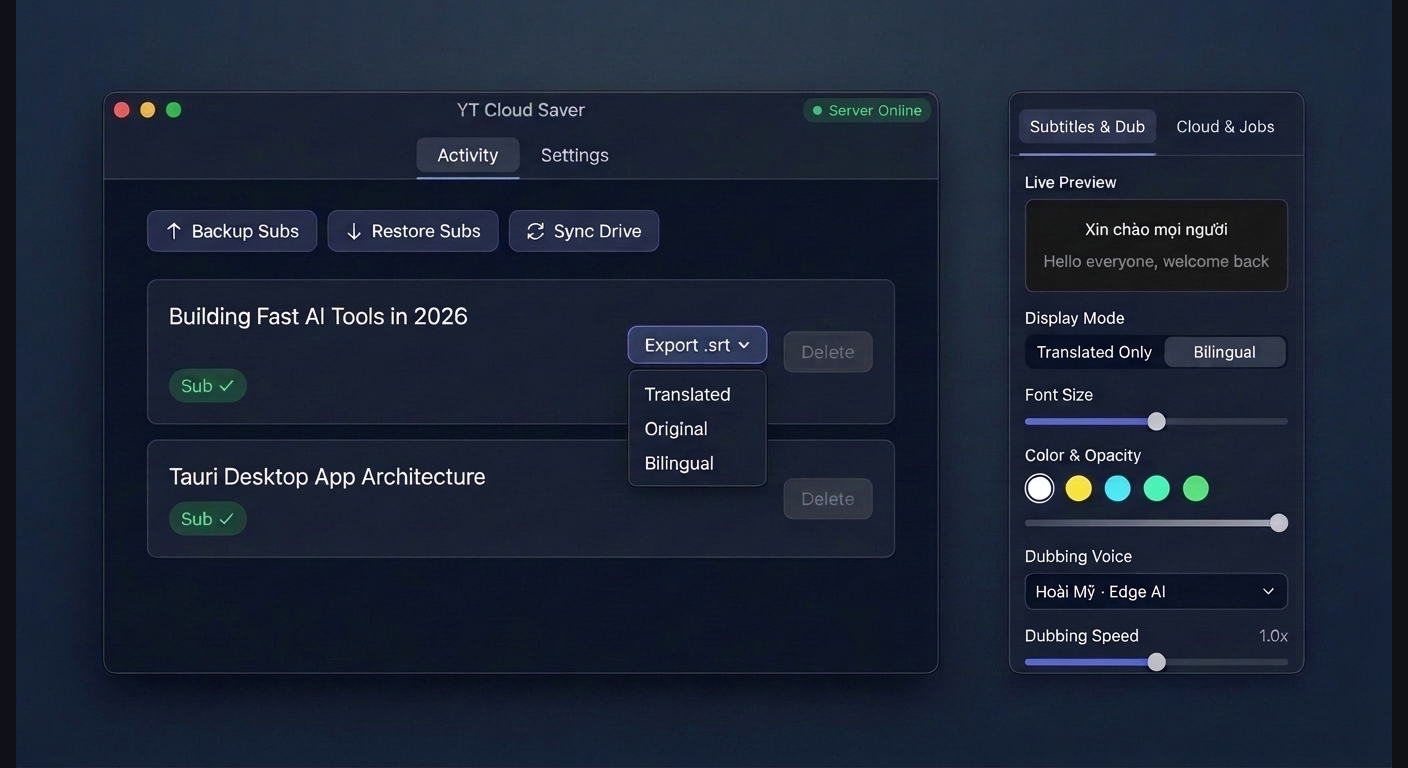 YT Cloud Saver
Server Online
Activity
Settings
Backup Subs
Restore Subs
Sync Drive
Building Fast AI Tools in 2026
Sub
Export .srt
Delete
Translated
Original
Bilingual
Tauri Desktop App Architecture
Sub
Delete
Subtitles & Dub
Cloud & Jobs
Live Preview
Xin chào mọi người
Hello everyone, welcome back
Display Mode
Translated Only
Bilingual
Font Size
Color & Opacity
Dubbing Voice
Hoài Mỹ · Edge AI
Dubbing Speed
1.0x